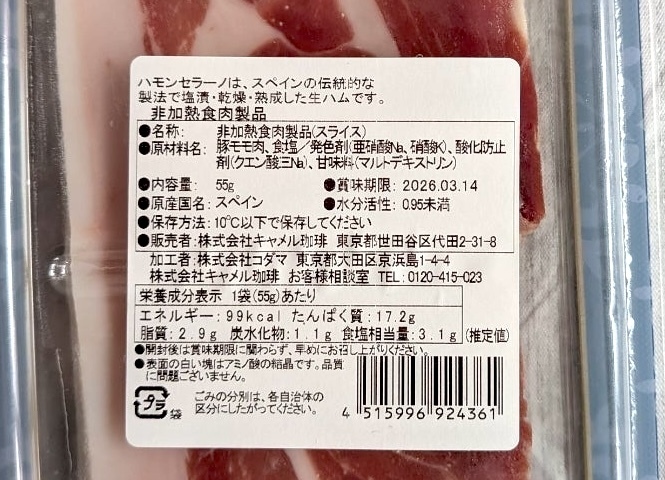 ハモンセラーノは、スペインの伝統的な
製法で塩漬・乾燥・熟成した生ハムです。
非加熱食肉製品
●名称: 非加熱食肉製品(スライス)
●原材料名: 豚モモ肉、食塩／発色剤(亜硝酸Na、硝酸K)、酸化防止
剤(クエン酸三Na)、甘味料(マルトデキストリン)
●内容量: 55g ●賞味期限: 2026.03.14
●原産国名: スペイン ●水分活性: 0.95未満
●保存方法: 10℃以下で保存してください
●販売者: 株式会社キャメル珈琲 東京都世田谷区代田2-31-8
加工者: 株式会社コダマ 東京都大田区京浜島1-4-4
株式会社キャメル珈琲 お客様相談室 TEL: 0120-415-023
栄養成分表示 1袋(55g)あたり
エネルギー: 99kcal たんぱく質: 17.2g
脂質: 2.9g 炭水化物: 1.1g 食塩相当量: 3.1g (推定値)
●開封後は賞味期限に関わらず、早めにお召し上がりください。
●表面の白い塊はアミノ酸の結晶です。品質
に問題ございません。
プラ 袋
ごみの分別は、各自治体の
区分にしたがってください。
4 515996 924361